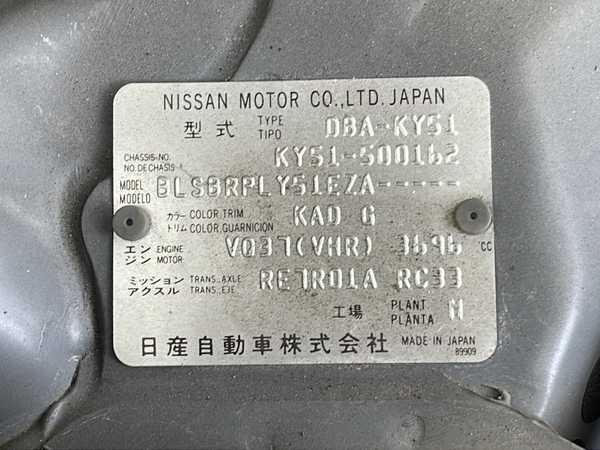 NISSAN MOTOR CO.,LTD. JAPAN
型式 TYPE TIPO DBA-KY51
CHASSIS-NO. NO.DE CHASIS KY51-500162
MODEL MODELO BLSBRPLY51EZA-----
カラー COLOR,TRIM KAD G
トリム COLOR,GUARNICION
エンジン ENGINE MOTOR VQ37(VHR) 3696 CC
ミッション TRANS.,AXLE RE7R01A RC33
アクスル TRANS.,EJE
工場 PLANT PLANTA M
日産自動車株式会社 MADE IN JAPAN
89909